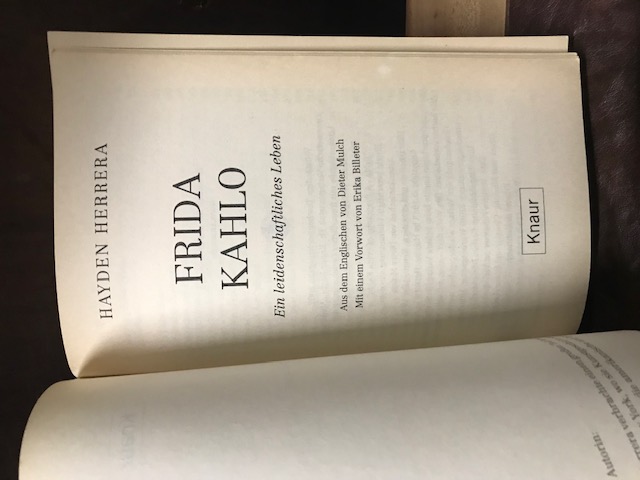 HAYDEN HERRERA
FRIDA
KAHLO
Ein leidenschaftliches Leben
Aus dem Englischen von Dieter Mulch
Mit einem Vorwort von Erika Billeter
Knaur
Autorin: